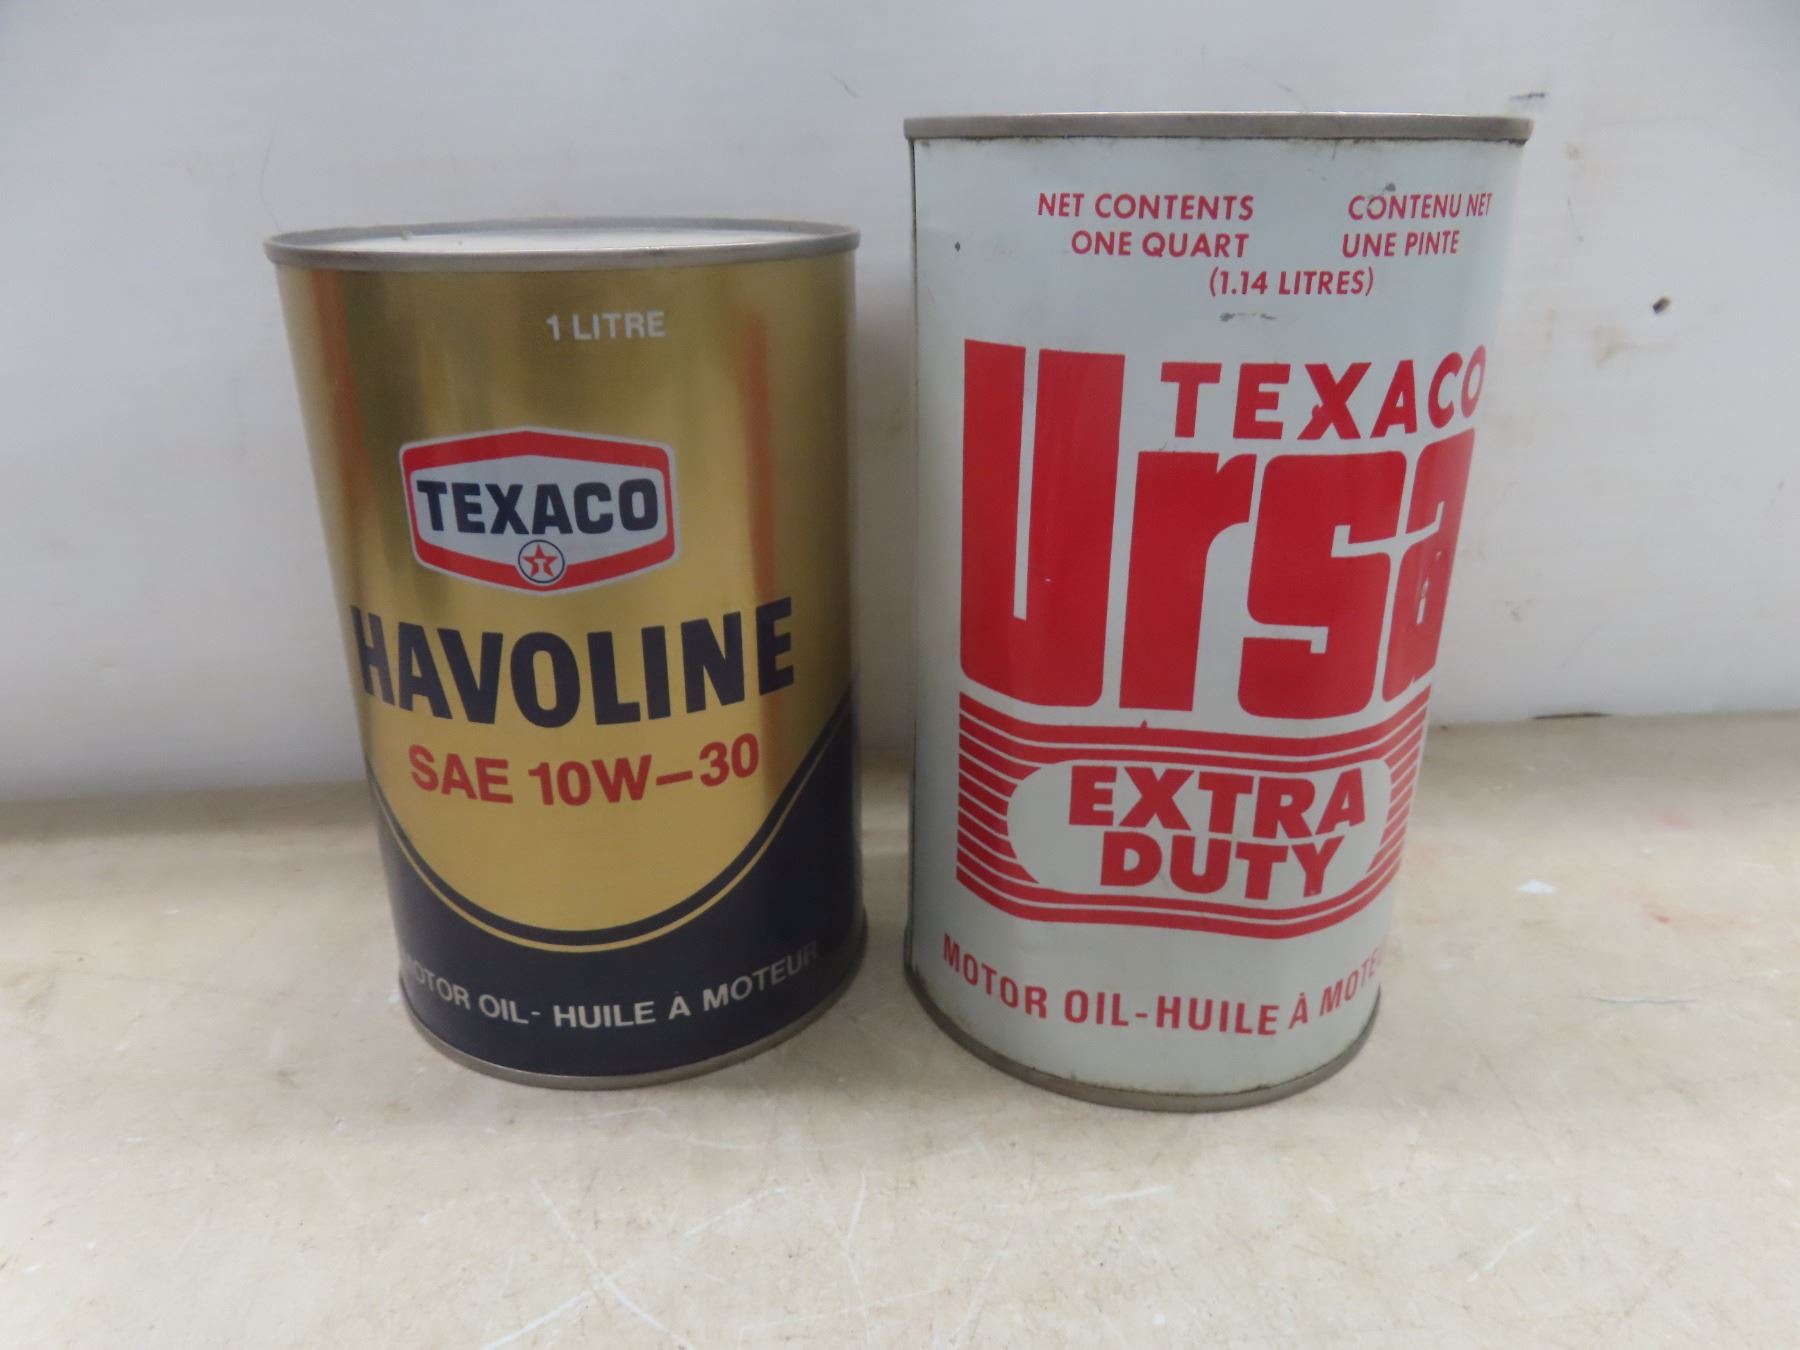 1 LITRE
TEXACO
T
HAVOLINE
SAE 10W-30
MOTOR OIL- HUILE À MOTEUR
NET CONTENTS CONTENU NET
ONE QUART UNE PINTE
(1.14 LITRES)
TEXACO
Ursa
EXTRA
DUTY
MOTOR OIL-HUILE À MOTEU